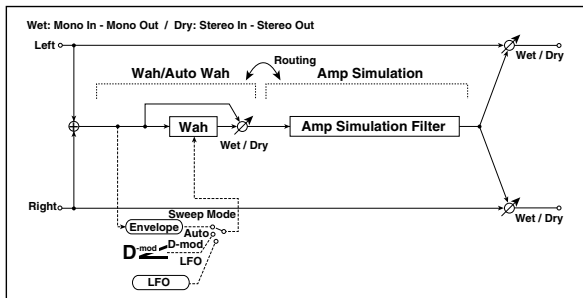 Wet: Mono In - Mono Out / Dry: Stereo In - Stereo Out
Left
Wet / Dry
Routing
Wah/Auto Wah
Amp Simulation
Wah
Amp Simulation Filter
Wet / Dry
Right
Wet / Dry
Sweep Mode
Envelope
Auto
D-mod
D-mod
LFO
LFO